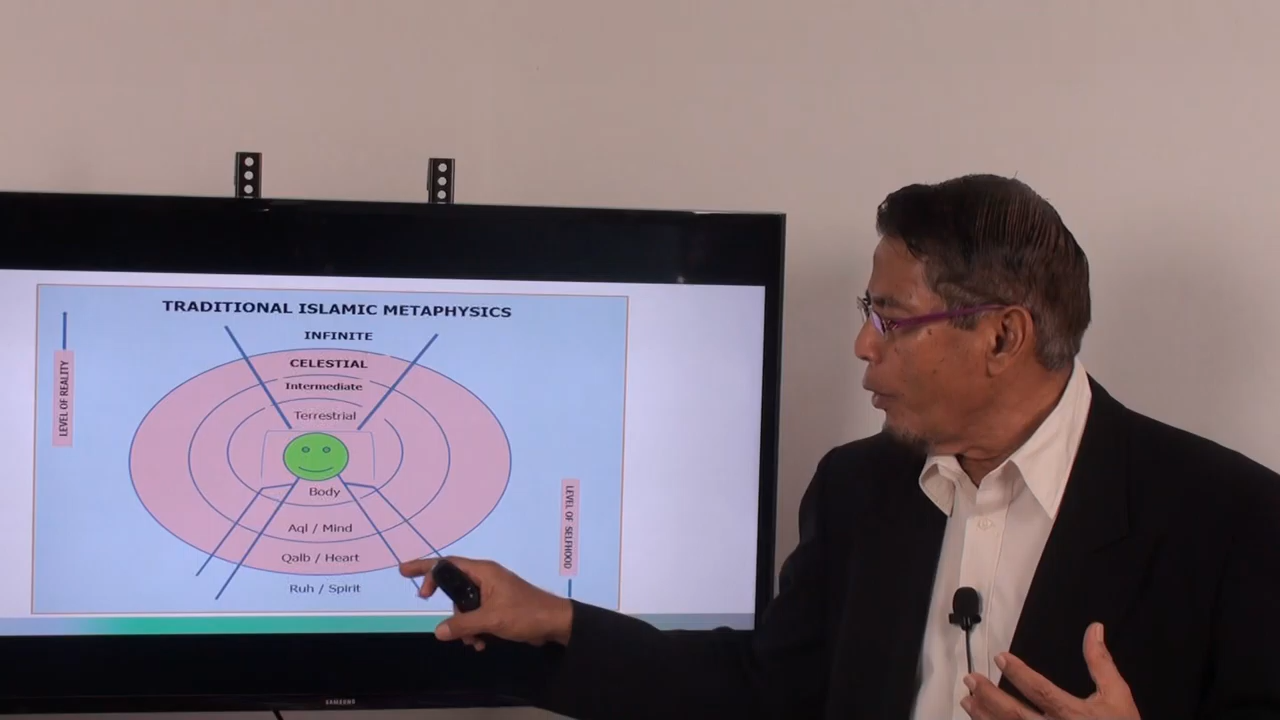 TRADITIONAL ISLAMIC METAPHYSICS
INFINITE
CELESTIAL
Intermediate
Terrestrial
LEVEL OF REALITY
Body
Aql / Mind
Qalb / Heart
Ruh / Spirit
LEVEL OF SELFHOOD
SAMSUNG